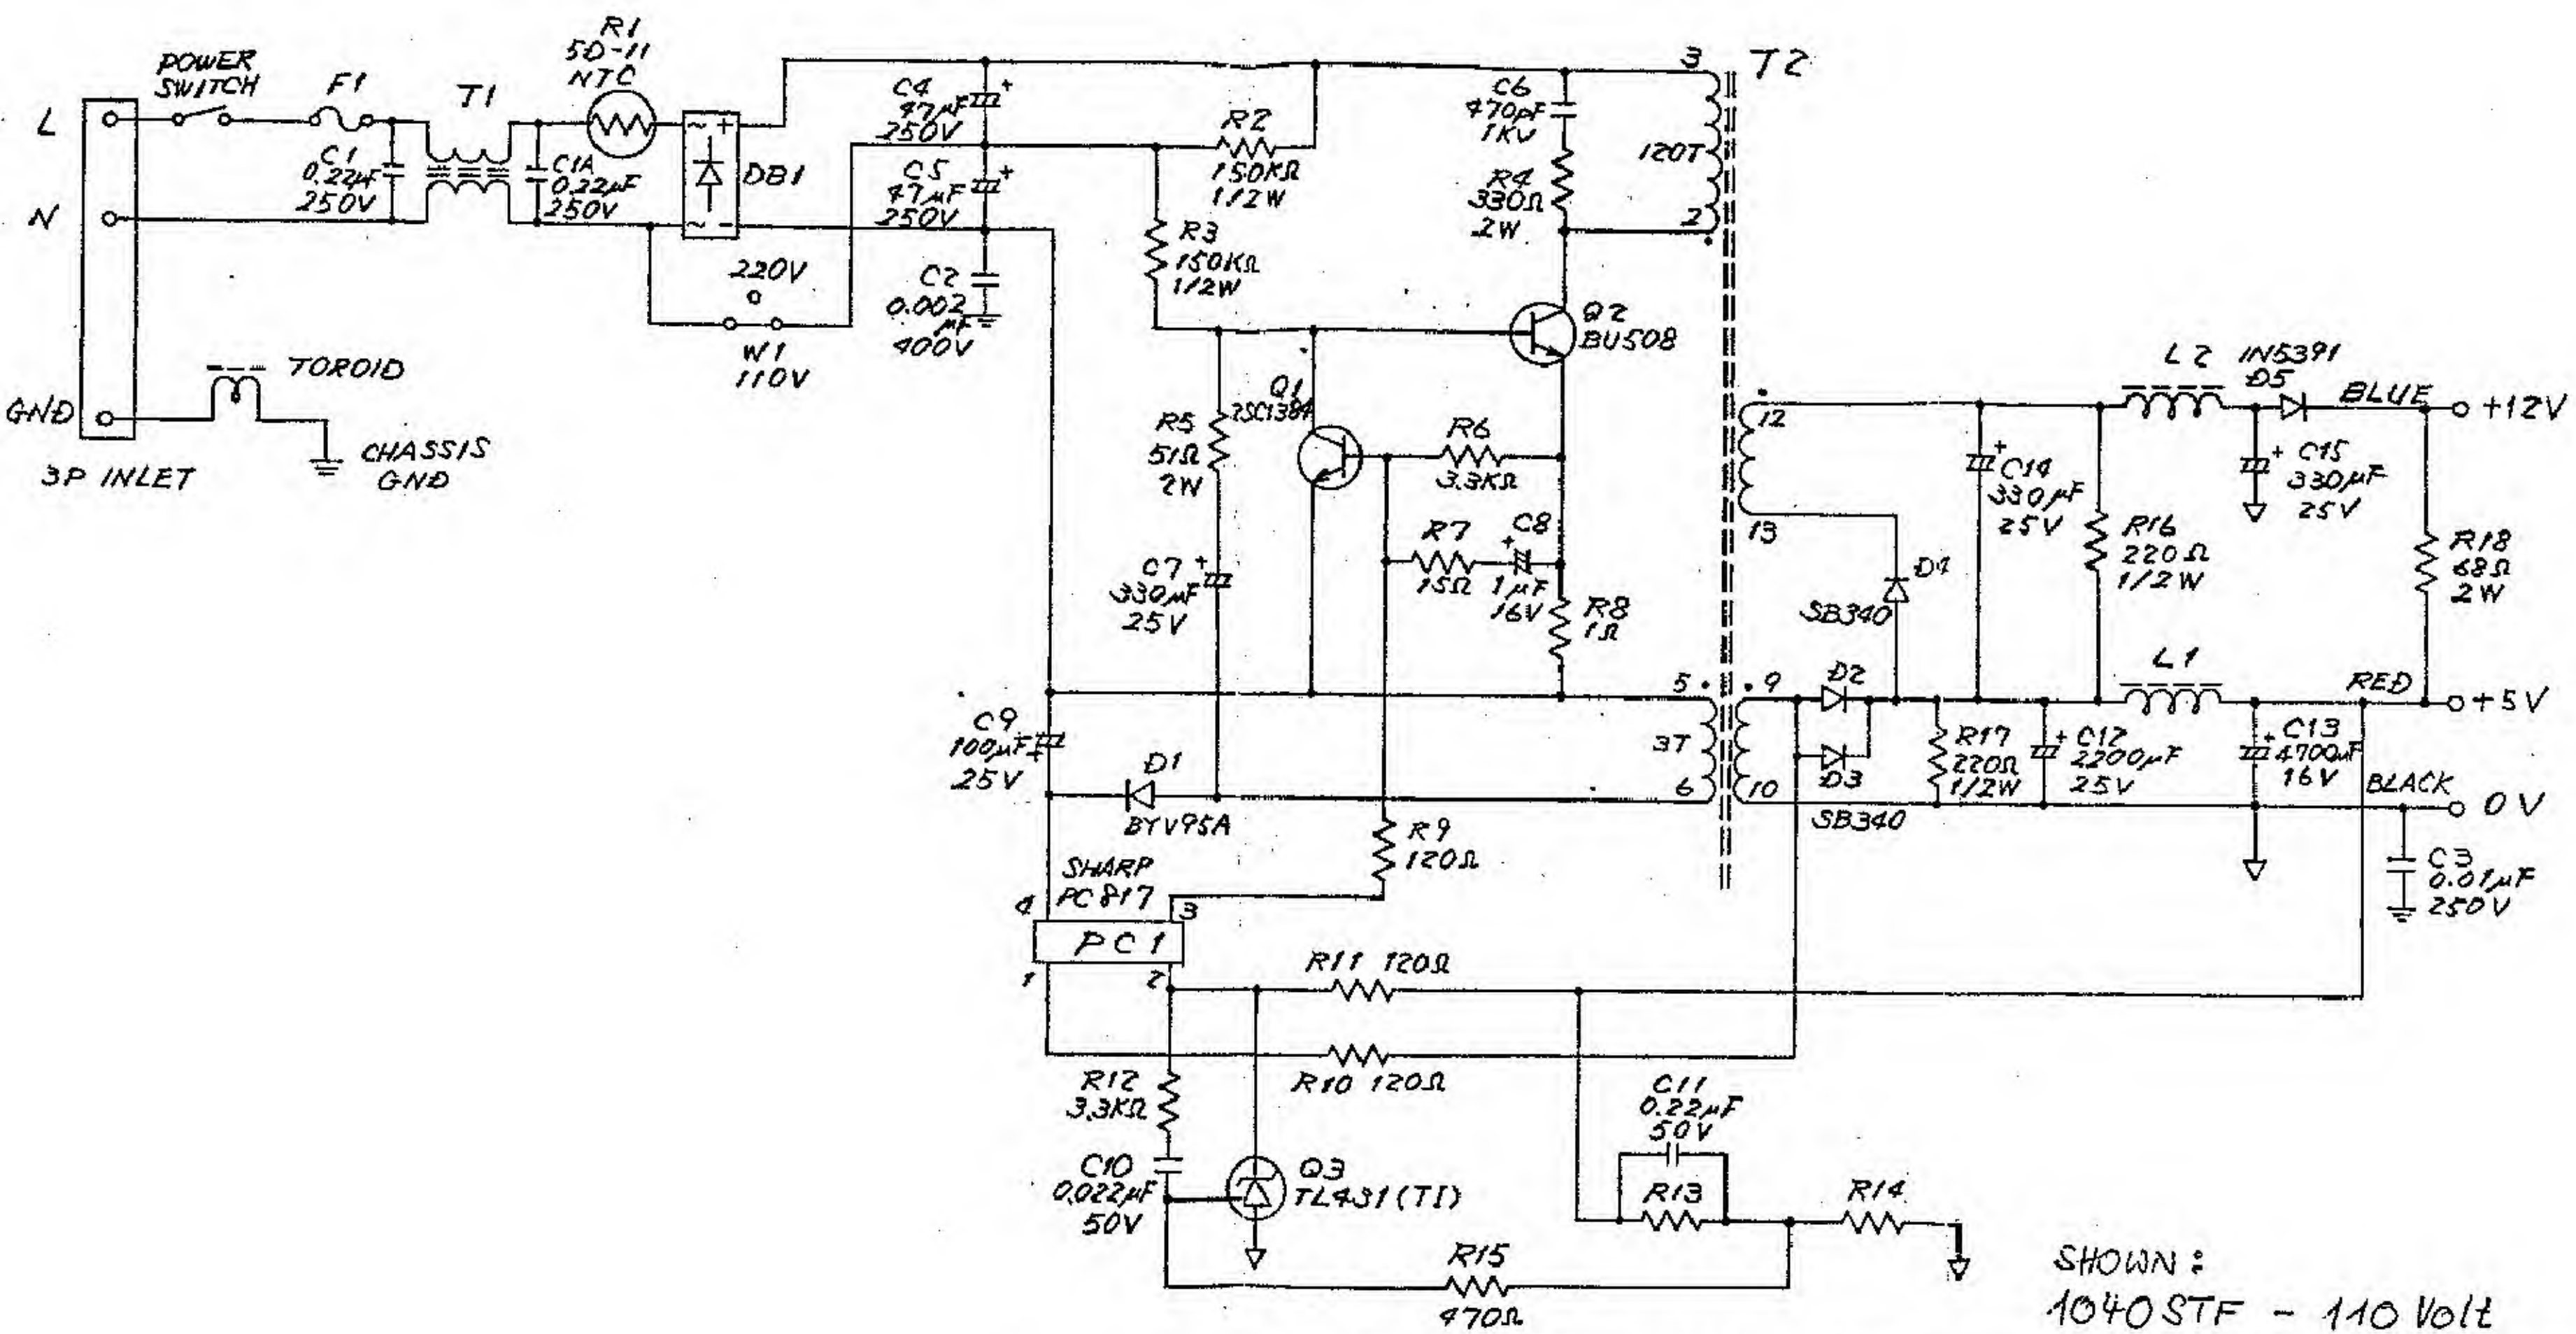 POWER
SWITCH
F1
T1
R1
5D-11
NTC
L
N
GND
3P INLET
TOROID
CHASSIS
GND
C1
0.22µF
250V
C1A
0.22µF
250V
DB1
220V
W1
110V
C4
47µF
250V
C5
47µF
250V
C2
0.002
µF
400V
R2
150KΩ
1/2W
R3
150KΩ
1/2W
C6
470pF
1KV
R4
330Ω
2W
3
T2
120T
2
Q2
BU508
Q1
2SC1384
R5
51Ω
2W
R6
3.3KΩ
R7
15Ω
C8
+
1µF
16V
C7
330µF
25V
R8
1Ω
5
3T
6
C9
100µF
25V
D1
BYV95A
R9
120Ω
SHARP
PC817
4
3
PC1
1
2
R11 120Ω
R10 120Ω
R12
3.3KΩ
C10
0.022µF
50V
Q3
TL431(TI)
R15
470Ω
C11
0.22µF
50V
R13
R14
12
13
9
10
D4
SB340
D2
D3
SB340
C14
330µF
25V
R16
220Ω
1/2W
L2
1N5391
D5
BLUE
+12V
C15
330µF
25V
R18
68Ω
2W
L1
RED
+5V
R17
220Ω
1/2W
C12
2200µF
25V
C13
4700µF
16V
BLACK
0V
C3
0.01µF
250V
SHOWN:
1040STF - 110 Volt